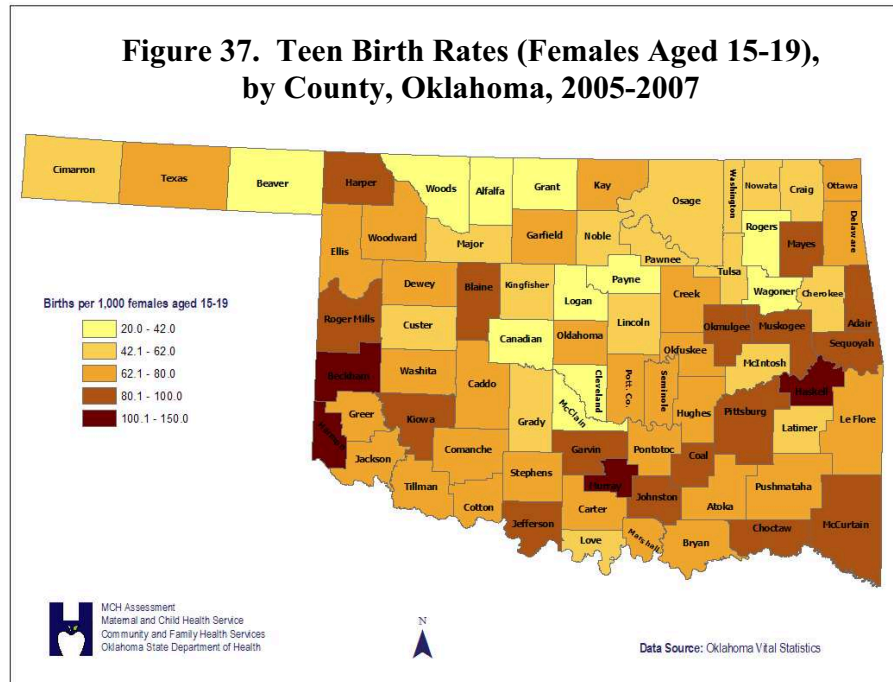 Figure 37. Teen Birth Rates (Females Aged 15-19),
by County, Oklahoma, 2005-2007
Cimarron
Texas
Beaver
Harper
Woods
Alfalfa
Grant
Kay
Osage
Washington
Nowata
Craig
Ottawa
Delaware
Ellis
Woodward
Major
Garfield
Noble
Pawnee
Rogers
Mayes
Tulsa
Wagoner
Cherokee
Adair
Dewey
Blaine
Kingfisher
Logan
Payne
Creek
Roger Mills
Custer
Canadian
Oklahoma
Lincoln
Okfuskee
Okmulgee
Muskogee
Sequoyah
McIntosh
Haskell
Beckham
Washita
Caddo
Grady
Cleveland
McClain
Pott. Co.
Seminole
Hughes
Pittsburg
Latimer
Le Flore
Greer
Kiowa
Jackson
Comanche
Tillman
Cotton
Stephens
Garvin
Murray
Pontotoc
Coal
Johnston
Atoka
Pushmataha
McCurtain
Jefferson
Carter
Love
Marshall
Bryan
Choctaw
Births per 1,000 females aged 15-19
20.0 - 42.0
42.1 - 62.0
62.1 - 80.0
80.1 - 100.0
100.1 - 150.0
MCH Assessment
Maternal and Child Health Service
Community and Family Health Services
Oklahoma State Department of Health
N
Data Source: Oklahoma Vital Statistics